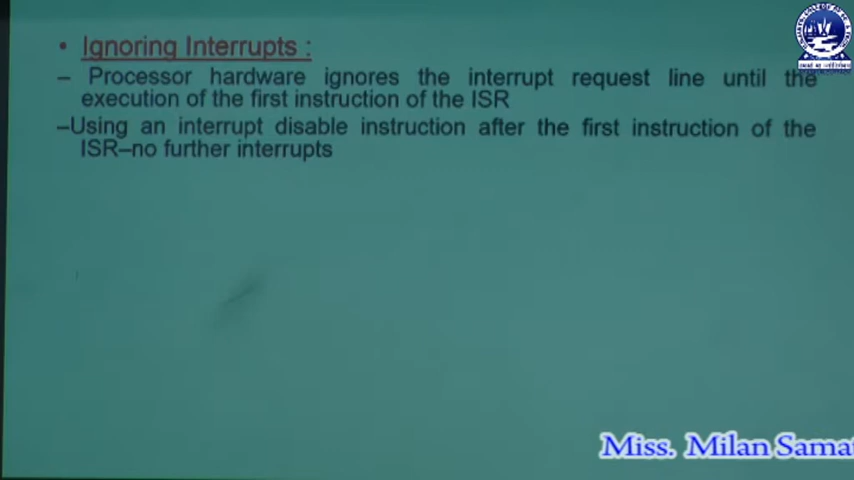 • Ignoring Interrupts :
– Processor hardware ignores the interrupt request line until the
execution of the first instruction of the ISR
–Using an interrupt disable instruction after the first instruction of the
ISR–no further interrupts
Miss. Milan Samat